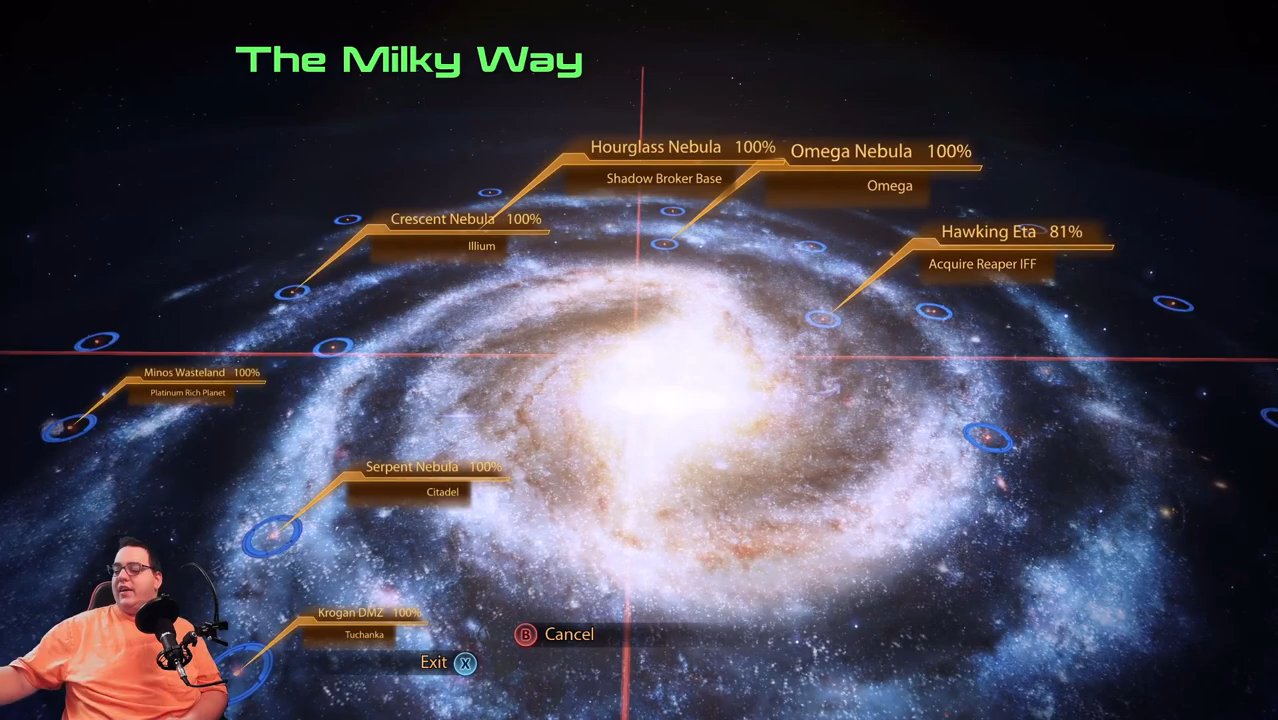 The Milky Way
Hourglass Nebula 100%
Shadow Broker Base
Omega Nebula 100%
Omega
Crescent Nebula 100%
Illium
Hawking Eta 81%
Acquire Reaper IFF
Minos Wasteland 100%
Platinum Rich Planet
Serpent Nebula 100%
Citadel
Krogan DMZ 100%
Tuchanka
B Cancel
Exit X